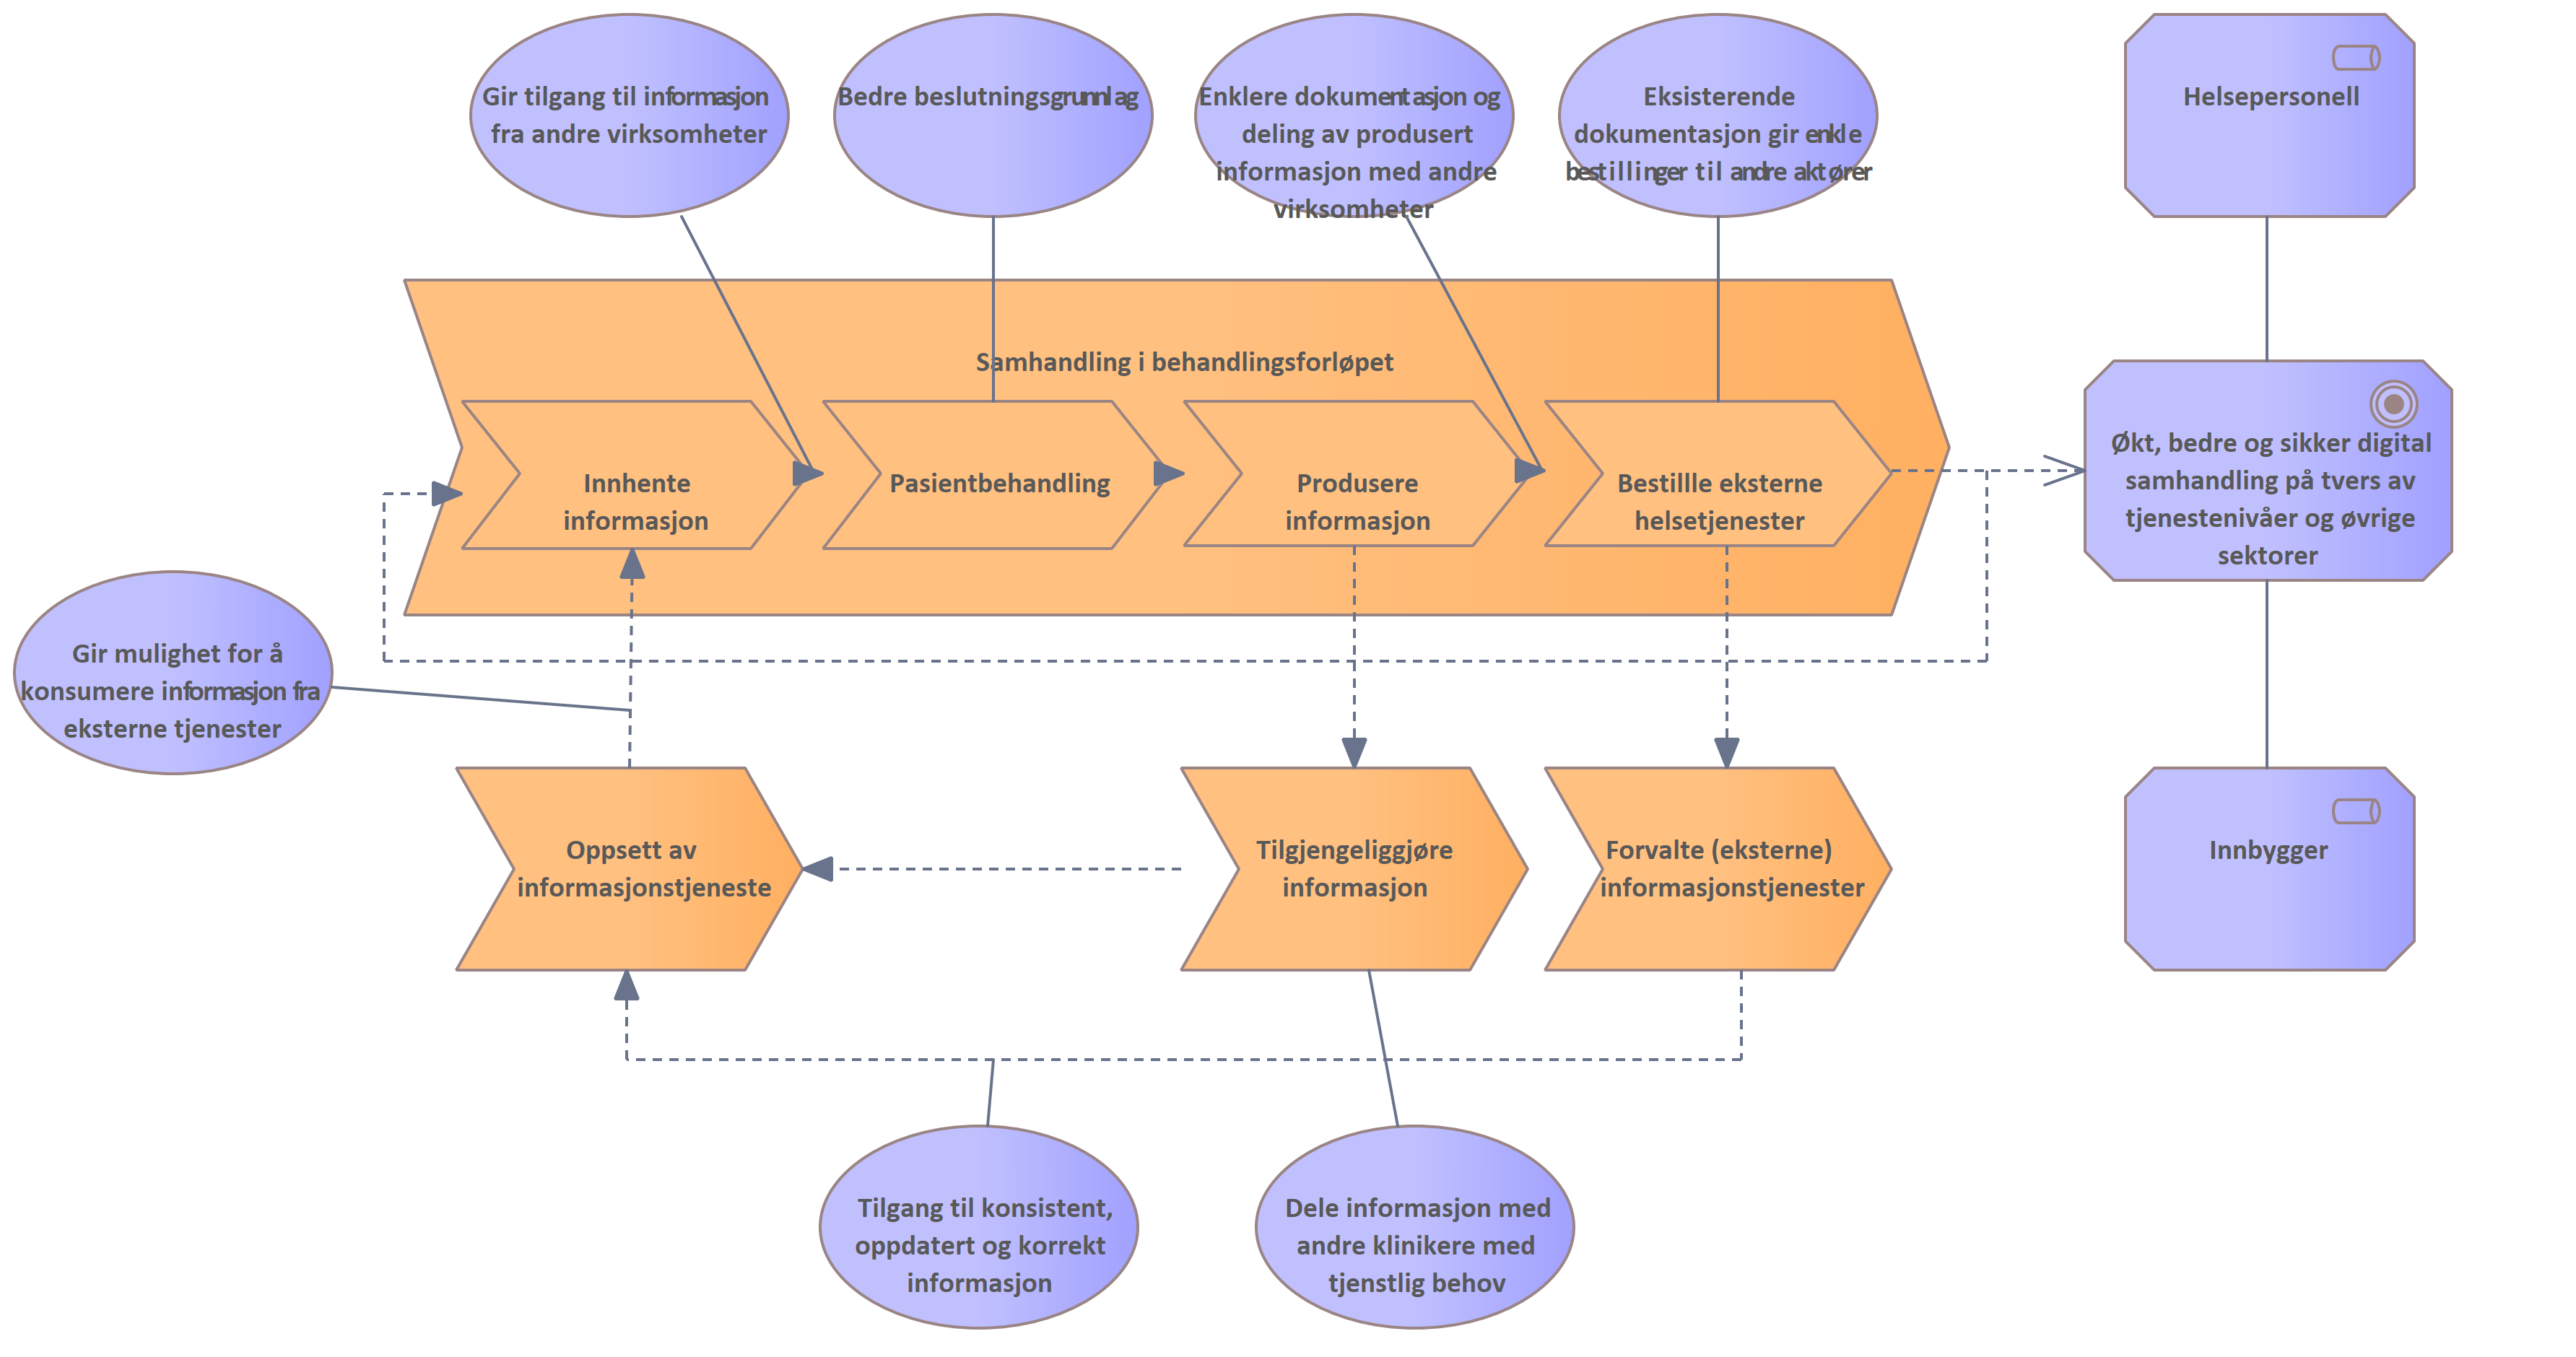 Gir tilgang til informasjon
fra andre virksomheter
Bedre beslutningsgrunnlag
Enklere dokumentasjon og
deling av produsert
informasjon med andre
virksomheter
Eksisterende
dokumentasjon gir enkle
bestillinger til andre aktører
Helsepersonell
Samhandling i behandlingsforløpet
Innhente
informasjon
Pasientbehandling
Produsere
informasjon
Bestillle eksterne
helsetjenester
Økt, bedre og sikker digital
samhandling på tvers av
tjenestenivåer og øvrige
sektorer
Gir mulighet for å
konsumere informasjon fra
eksterne tjenester
Oppsett av
informasjonstjeneste
Tilgjengeliggjøre
informasjon
Forvalte (eksterne)
informasjonstjenester
Innbygger
Tilgang til konsistent,
oppdatert og korrekt
informasjon
Dele informasjon med
andre klinikere med
tjenstlig behov